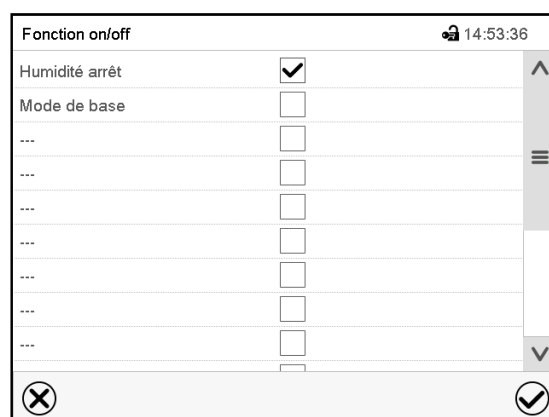 Fonction on/off 14:53:36
Humidité arrêt
Mode de base
---
---
---
---
---
---
---